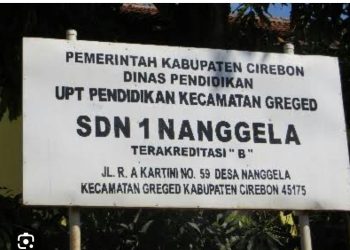 PEMERINTAH KABUPATEN CIREBON
DINAS PENDIDIKAN
UPT PENDIDIKAN KECAMATAN GREGED
SDN 1 NANGGELA
TERAKREDITASI " B "
JL. R. A KARTINI NO. 59 DESA NANGGELA
KECAMATAN GREGED KABUPATEN CIREBON 45175